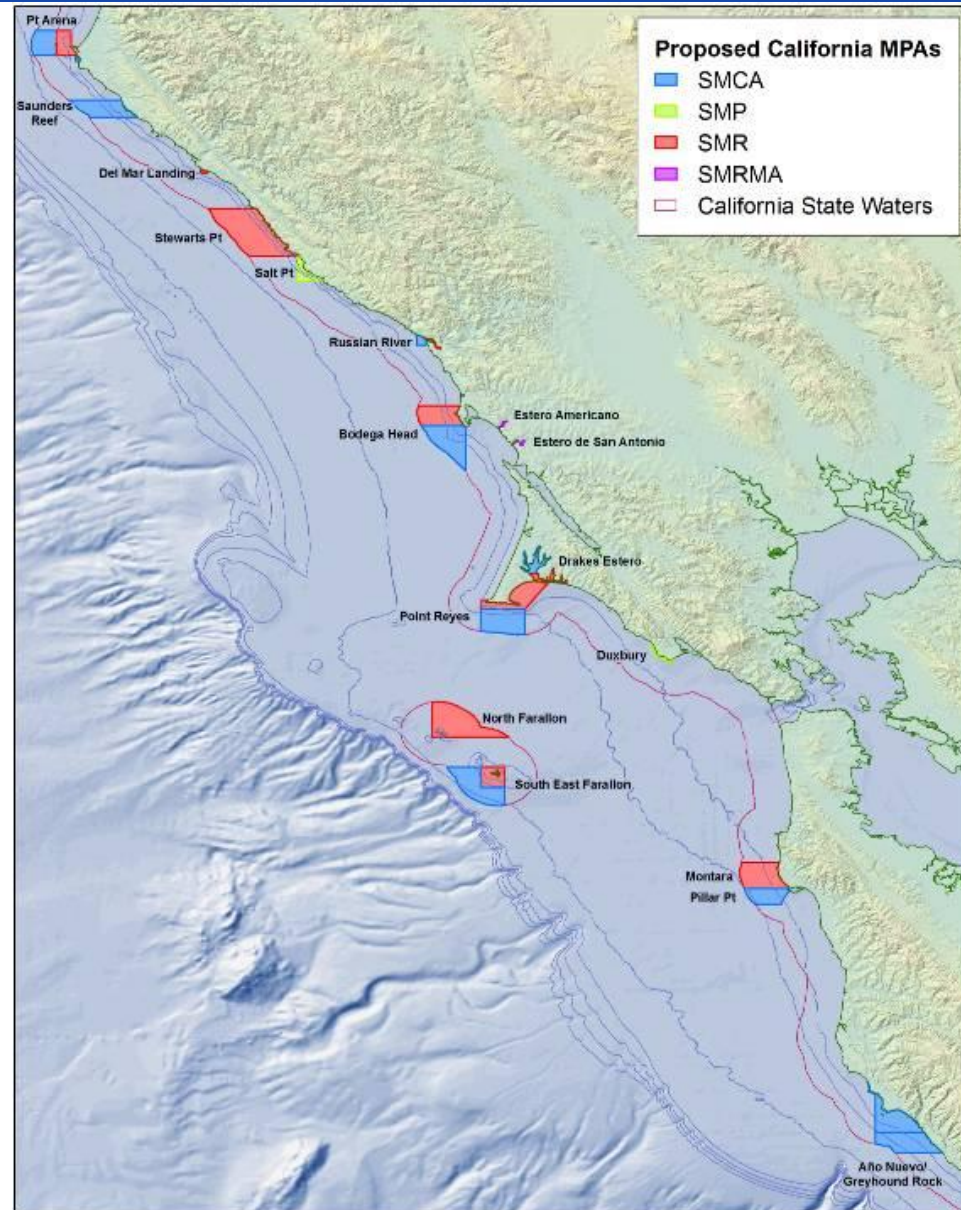 Pt Arena
Proposed California MPAs
SMCA
SMP
SMR
SMRMA
California State Waters
Saunders
Reef
Del Mar Landing
Stewarts Pt
Salt Pt
Russian River
Estero Americano
Bodega Head
Estero de San Antonio
Drakes Estero
Point Reyes
Duxbury
North Farallon
South East Farallon
Montara
Pillar Pt
Año Nuevo/
Greyhound Rock